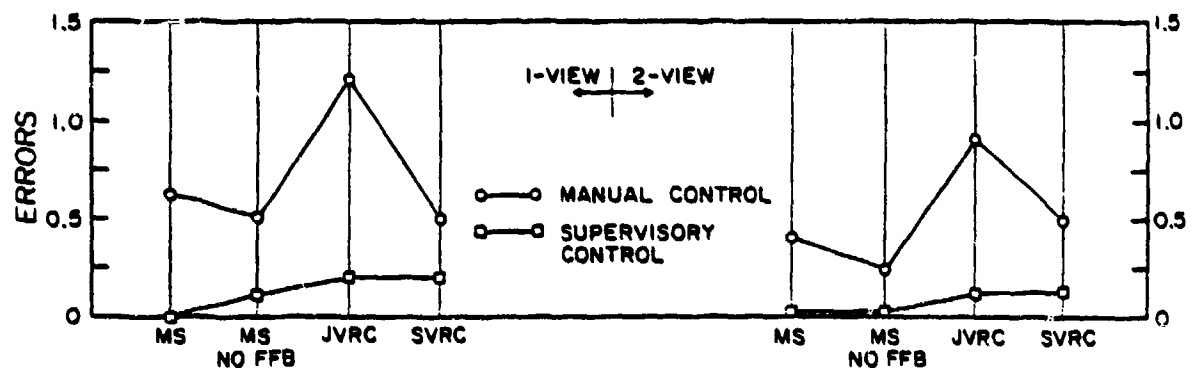 1.5
1.0
0.5
0
ERRORS
1-VIEW 2-VIEW
MANUAL CONTROL
SUPERVISORY
CONTROL
1.5
1.0
0.5
0
MS MS JVRC SVRC
NO FFB
MS MS JVRC SVRC
NO FFB